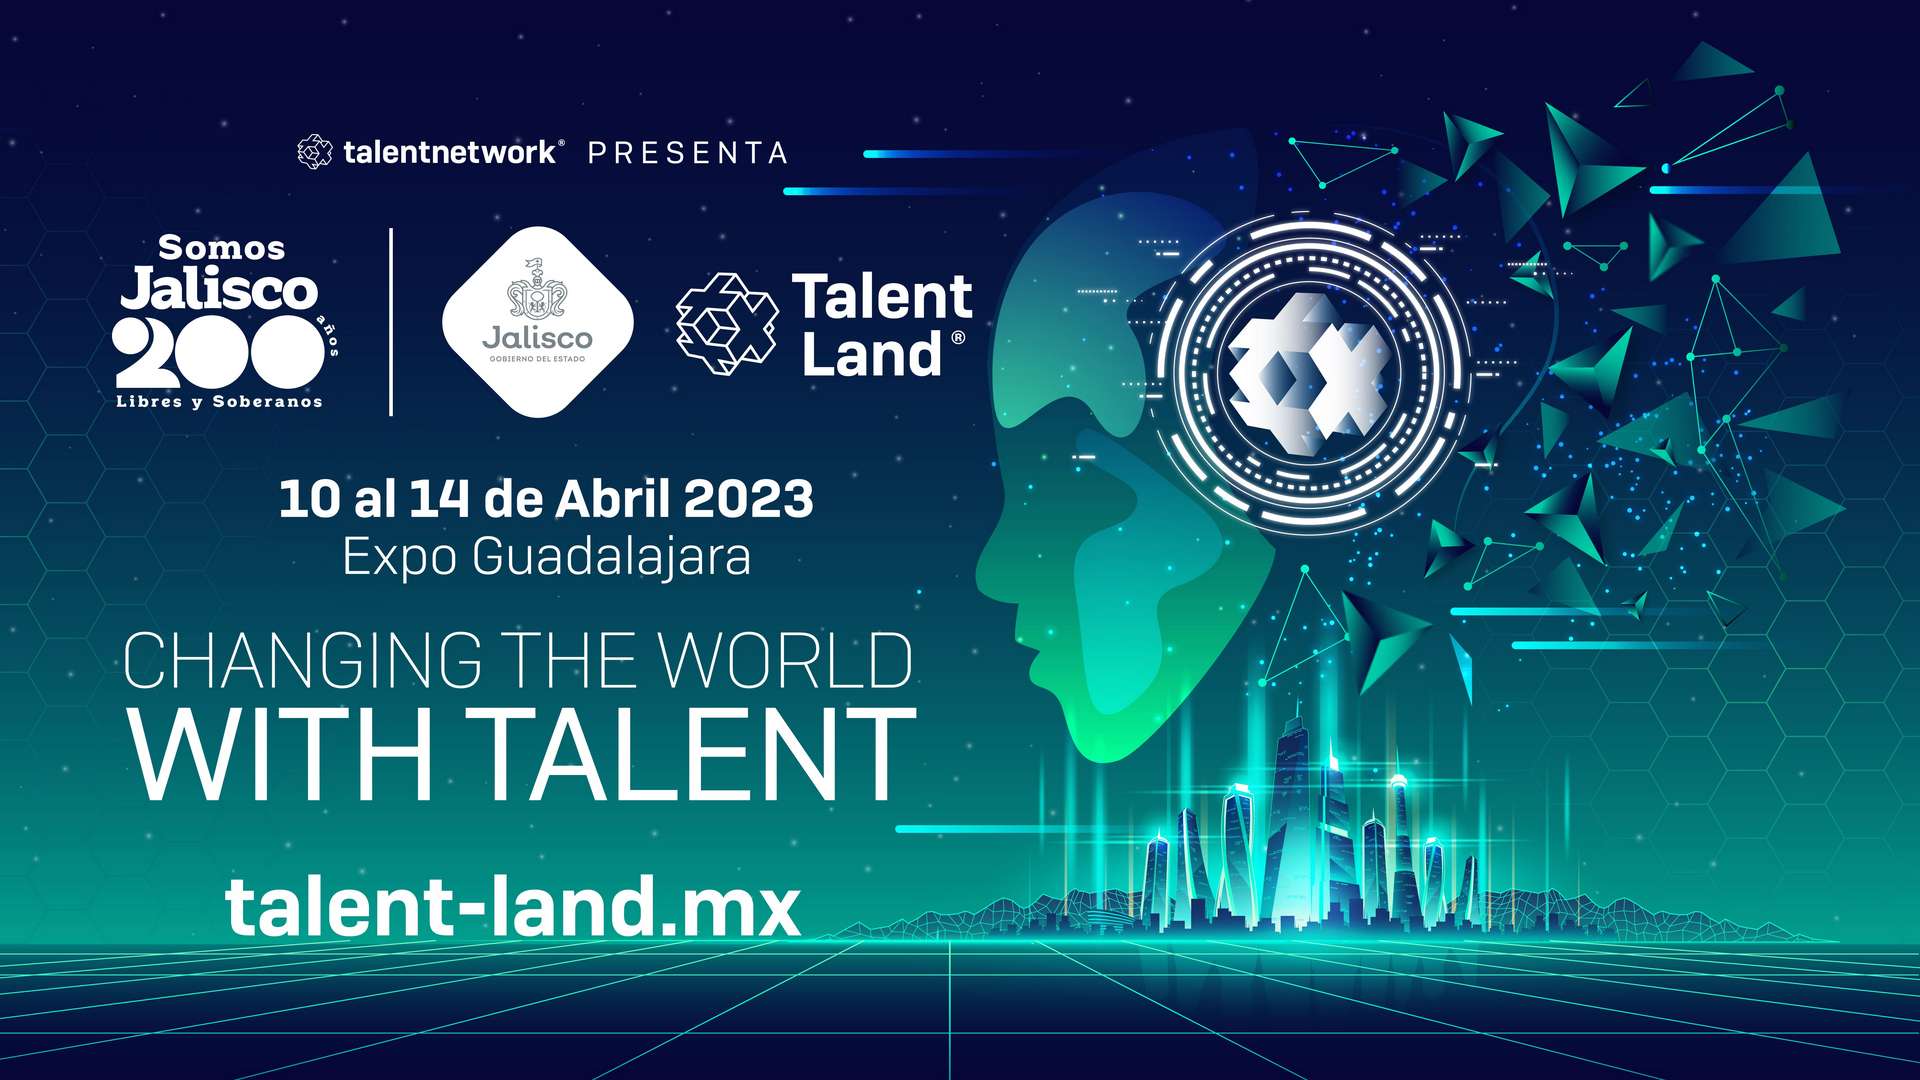 talentnetwork® PRESENTA
Somos
Jalisco
200 años
Libres y Soberanos
Jalisco
GOBIERNO DEL ESTADO
Talent
Land®
10 al 14 de Abril 2023
Expo Guadalajara
CHANGING THE WORLD
WITH TALENT
talent-land.mx